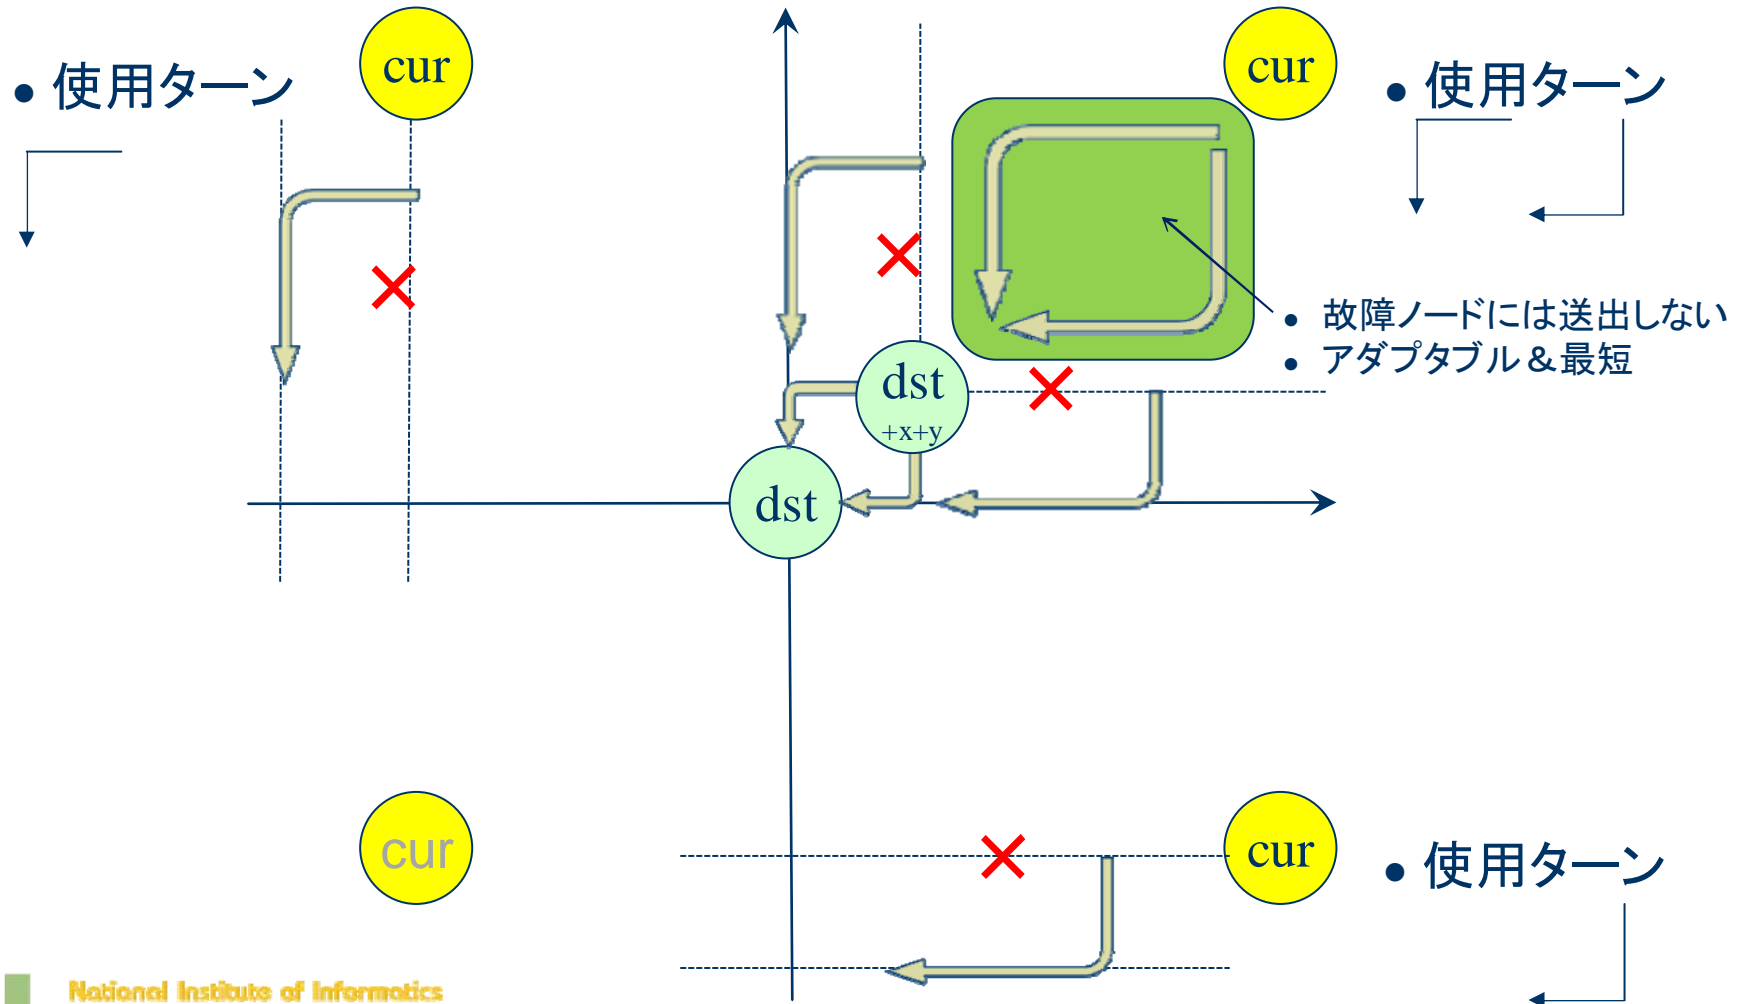 cur
cur
• 使用ターン
• 使用ターン
• 故障ノードには送出しない
• アダプタブル＆最短
dst
+x+y
dst
cur
cur
• 使用ターン
National Institute of Informatics